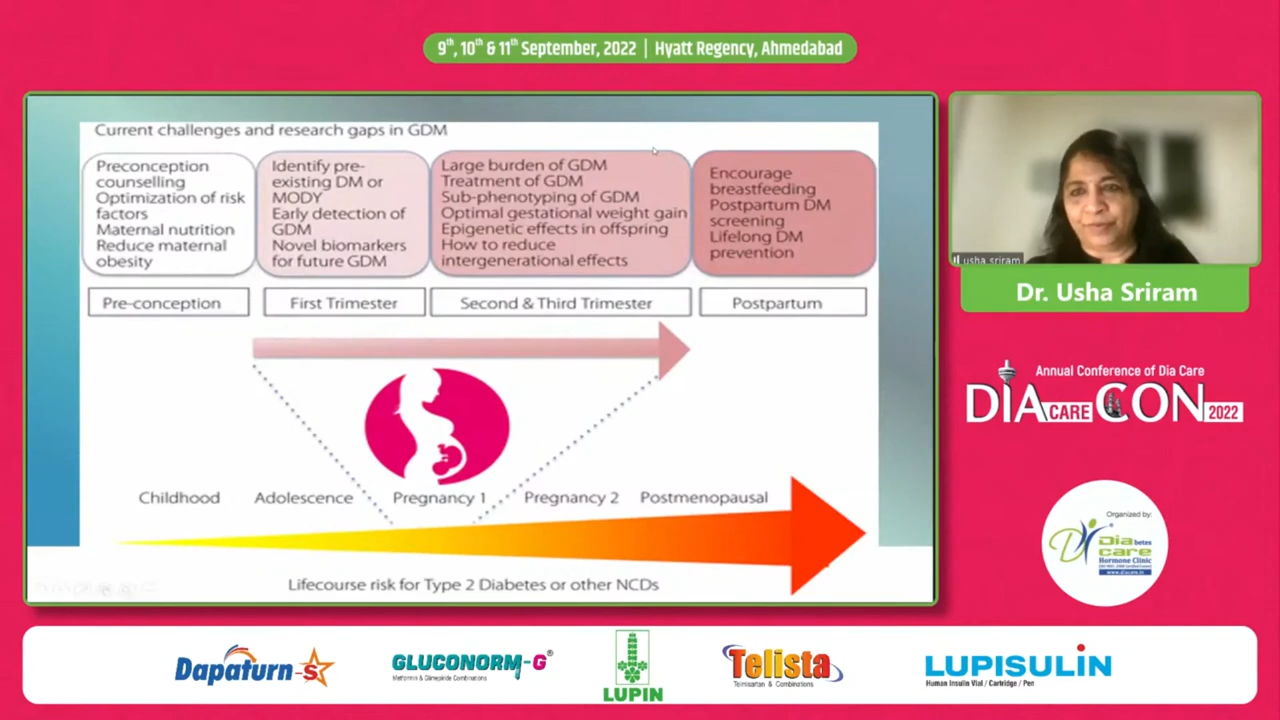 9th, 10th & 11th September, 2022 | Hyatt Regency, Ahmedabad
Current challenges and research gaps in GDM
Preconception
counselling
Optimization of risk
factors
Maternal nutrition
Reduce maternal
obesity
Identify pre-
existing DM or
MODY
Early detection of
GDM
Novel biomarkers
for future GDM
Large burden of GDM
Treatment of GDM
Sub-phenotyping of GDM
Optimal gestational weight gain
Epigenetic effects in offspring
How to reduce
intergenerational effects
Encourage
breastfeeding
Postpartum DM
screening
Lifelong DM
prevention
Pre-conception
First Trimester
Second & Third Trimester
Postpartum
Childhood
Adolescence
Pregnancy 1
Pregnancy 2
Postmenopausal
Lifecourse risk for Type 2 Diabetes or other NCDs
usha sriram
Dr. Usha Sriram
Annual Conference of Dia Care
DIA CARE CON 2022
Organized by:
Diabetes
care
Hormone Clinic
www.diacare.in
Dapaturn-S
GLUCONORM-G®
Metformin & Glimepiride Combinations
LUPIN
Telista
Telmisartan & Combinations
LUPISULIN
Human Insulin Vial / Cartridge / Pen